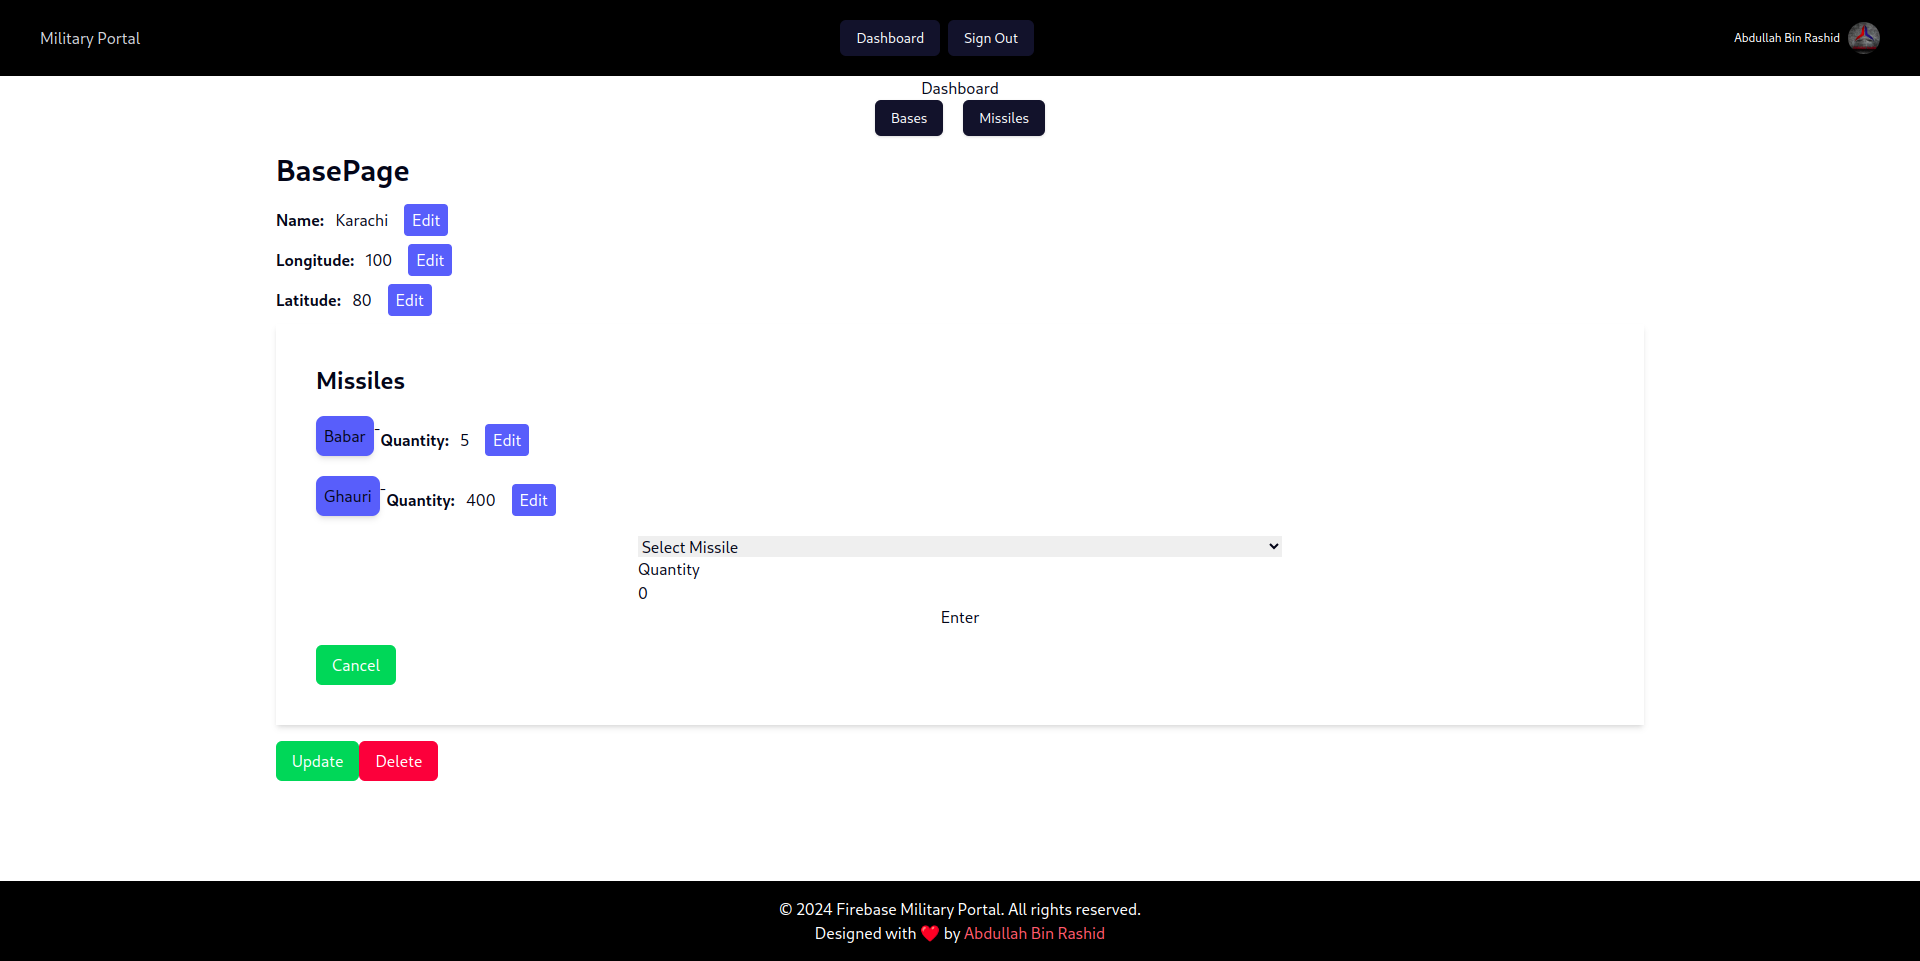 Military Portal
Dashboard
Sign Out
Abdullah Bin Rashid
Dashboard
Bases
Missiles
BasePage
Name: Karachi Edit
Longitude: 100 Edit
Latitude: 80 Edit
Missiles
Babar - Quantity: 5 Edit
Ghauri - Quantity: 400 Edit
Select Missile
Quantity
0
Enter
Cancel
Update Delete
© 2024 Firebase Military Portal. All rights reserved.
Designed with ❤️ by Abdullah Bin Rashid